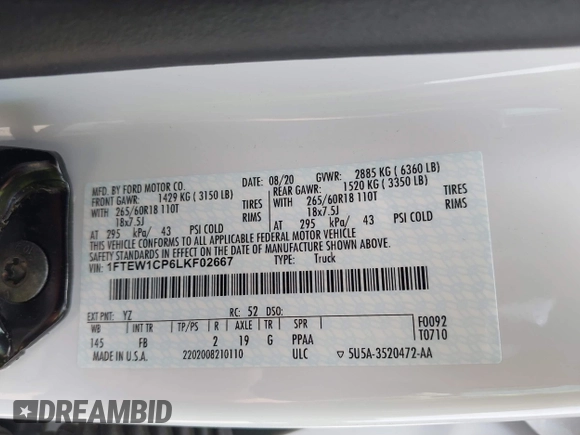 MFD. BY FORD MOTOR CO.
08/20 GVWR: 2885 KG ( 6360 LB)
FRONT GAWR: 1429 KG ( 3150 LB) REAR GAWR: 1520 KG ( 3350 LB)
WITH 265/60R18 110T TIRES WITH 265/60R18 110T TIRES
18x7.5J RIMS 18x7.5J RIMS
AT 295 kPa/ 43 PSI COLD AT 295 kPa/ 43 PSI COLD
THIS VEHICLE CONFORMS TO ALL APPLICABLE FEDERAL MOTOR VEHICLE
SAFETY STANDARDS IN EFFECT ON THE DATE OF MANUFACTURE SHOWN ABOVE.
VIN: 1FTEW1CP6LKF02667 TYPE: Truck
EXT PNT: YZ RC: 52 DSO:
WB INT TR TP/PS R AXLE TR SPR F0092
145 FB 2 19 G PPAA T0710
MADE IN U.S.A. 2202008210110 ULC 5U5A-3520472-AA
DREAMBID